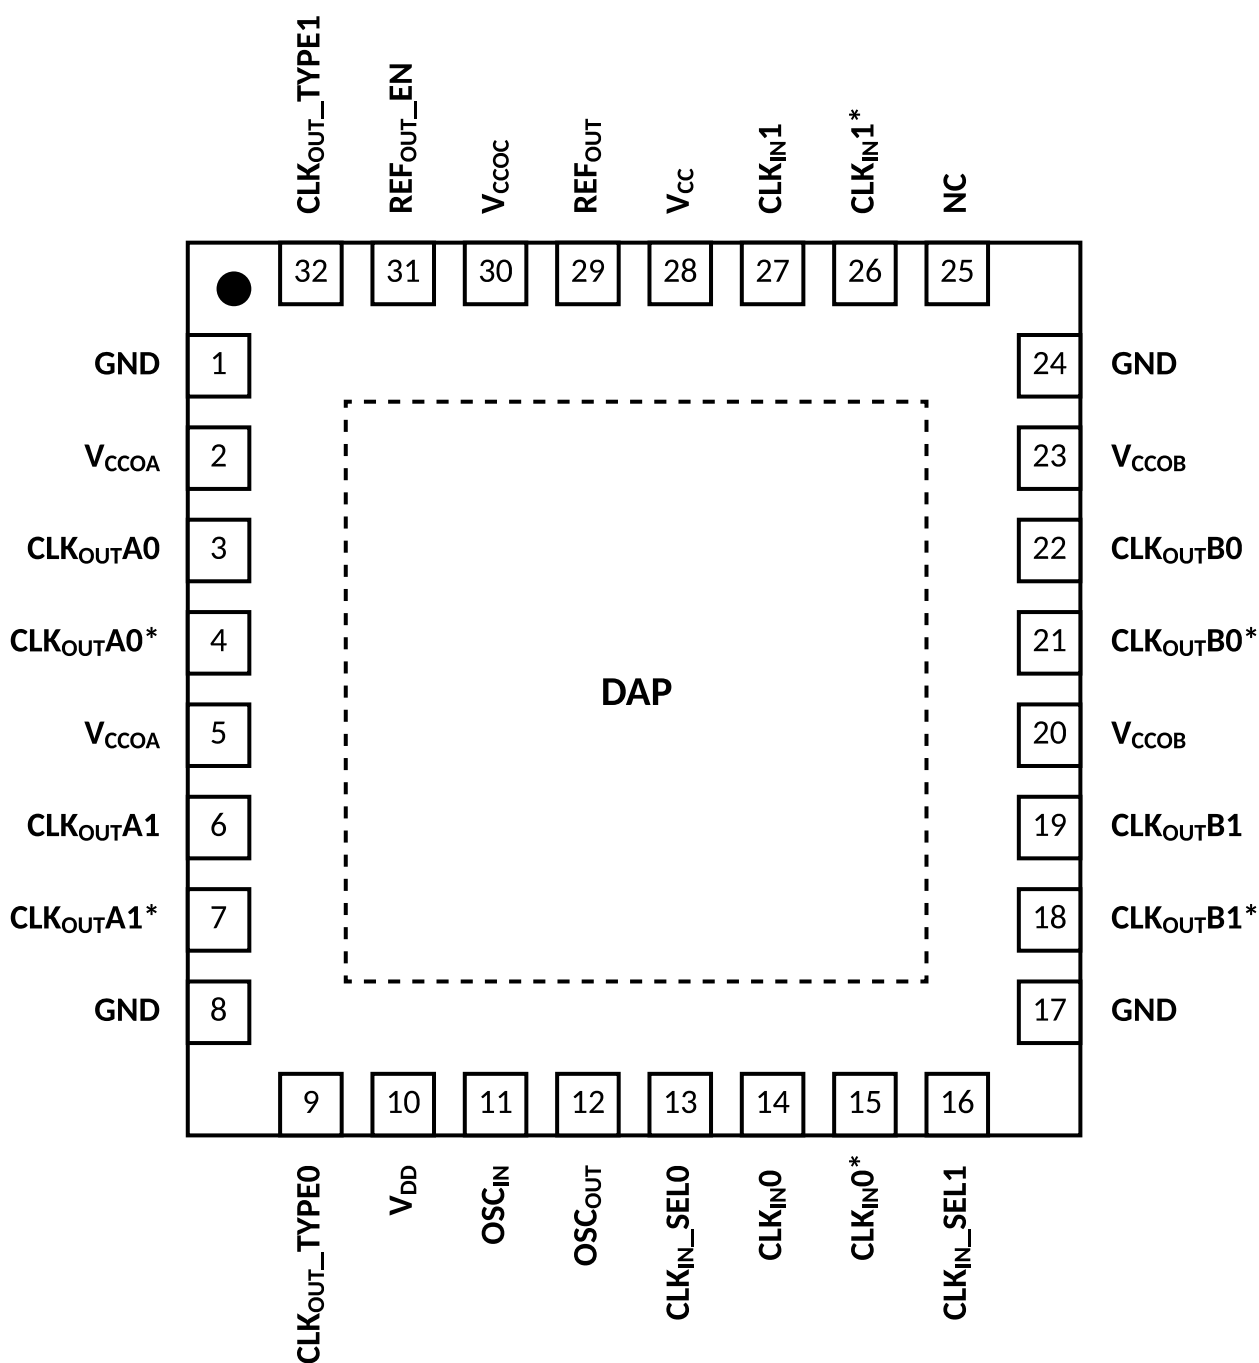 CLKOUT_TYPE1
REFOUT_EN
VCCOC
REFOUT
VCC
CLKIN1
CLKIN1*
NC
32 31 30 29 28 27 26 25
GND 1 24 GND
VCCOA 2 23 VCCOB
CLKOUTA0 3 22 CLKOUTB0
CLKOUTA0* 4 21 CLKOUTB0*
DAP
VCCOA 5 20 VCCOB
CLKOUTA1 6 19 CLKOUTB1
CLKOUTA1* 7 18 CLKOUTB1*
GND 8 17 GND
9 10 11 12 13 14 15 16
CLKOUT_TYPE0
VDD
OSCIN
OSCOUT
CLKIN_SEL0
CLKIN0
CLKIN0*
CLKIN_SEL1